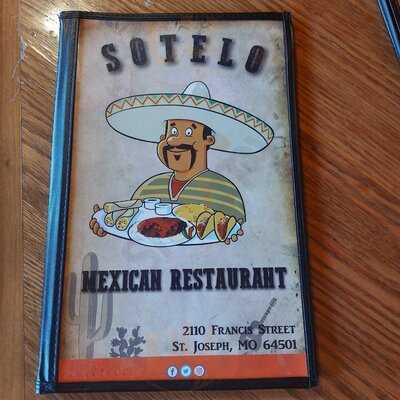 SOTELO
MEXICAN RESTAURANT
2110 FRANCIS STREET
ST. JOSEPH, MO 64501